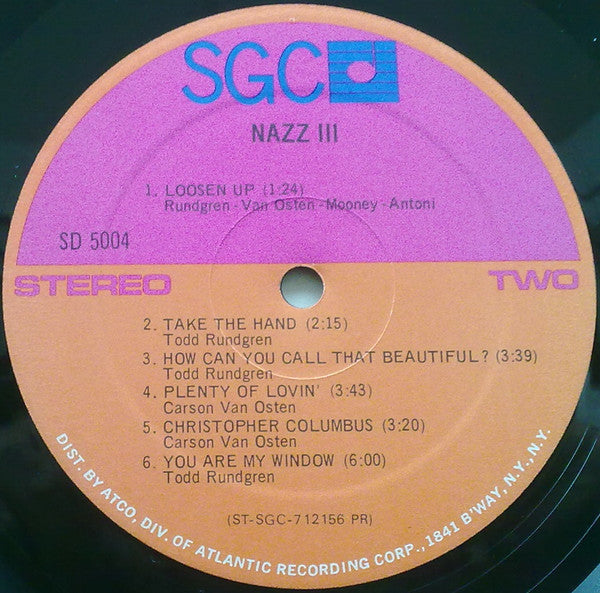 SGC
NAZZ III
1. LOOSEN UP (1:24)
Rundgren - Van Osten - Mooney - Antoni
SD 5004
STEREO
TWO
2. TAKE THE HAND (2:15)
Todd Rundgren
3. HOW CAN YOU CALL THAT BEAUTIFUL? (3:39)
Todd Rundgren
4. PLENTY OF LOVIN' (3:43)
Carson Van Osten
5. CHRISTOPHER COLUMBUS (3:20)
Carson Van Osten
6. YOU ARE MY WINDOW (6:00)
Todd Rundgren
(ST-SGC-712156 PR)
DIST. BY ATCO, DIV. OF ATLANTIC RECORDING CORP., 1841 B'WAY, N.Y., N.Y.